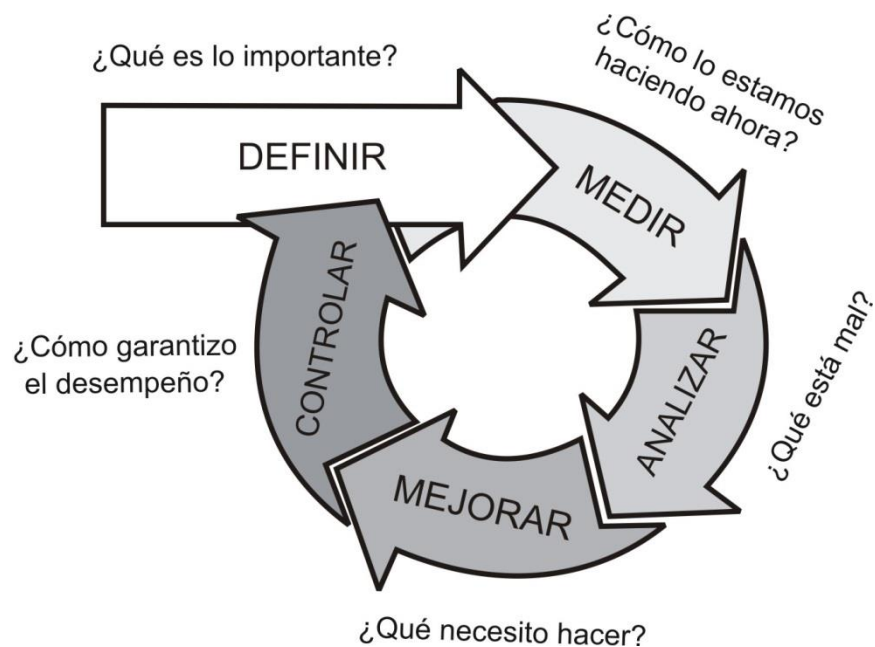 ¿Qué es lo importante?
DEFINIR
¿Cómo lo estamos
haciendo ahora?
MEDIR
¿Qué está mal?
ANALIZAR
¿Qué necesito hacer?
MEJORAR
¿Cómo garantizo
el desempeño?
CONTROLAR